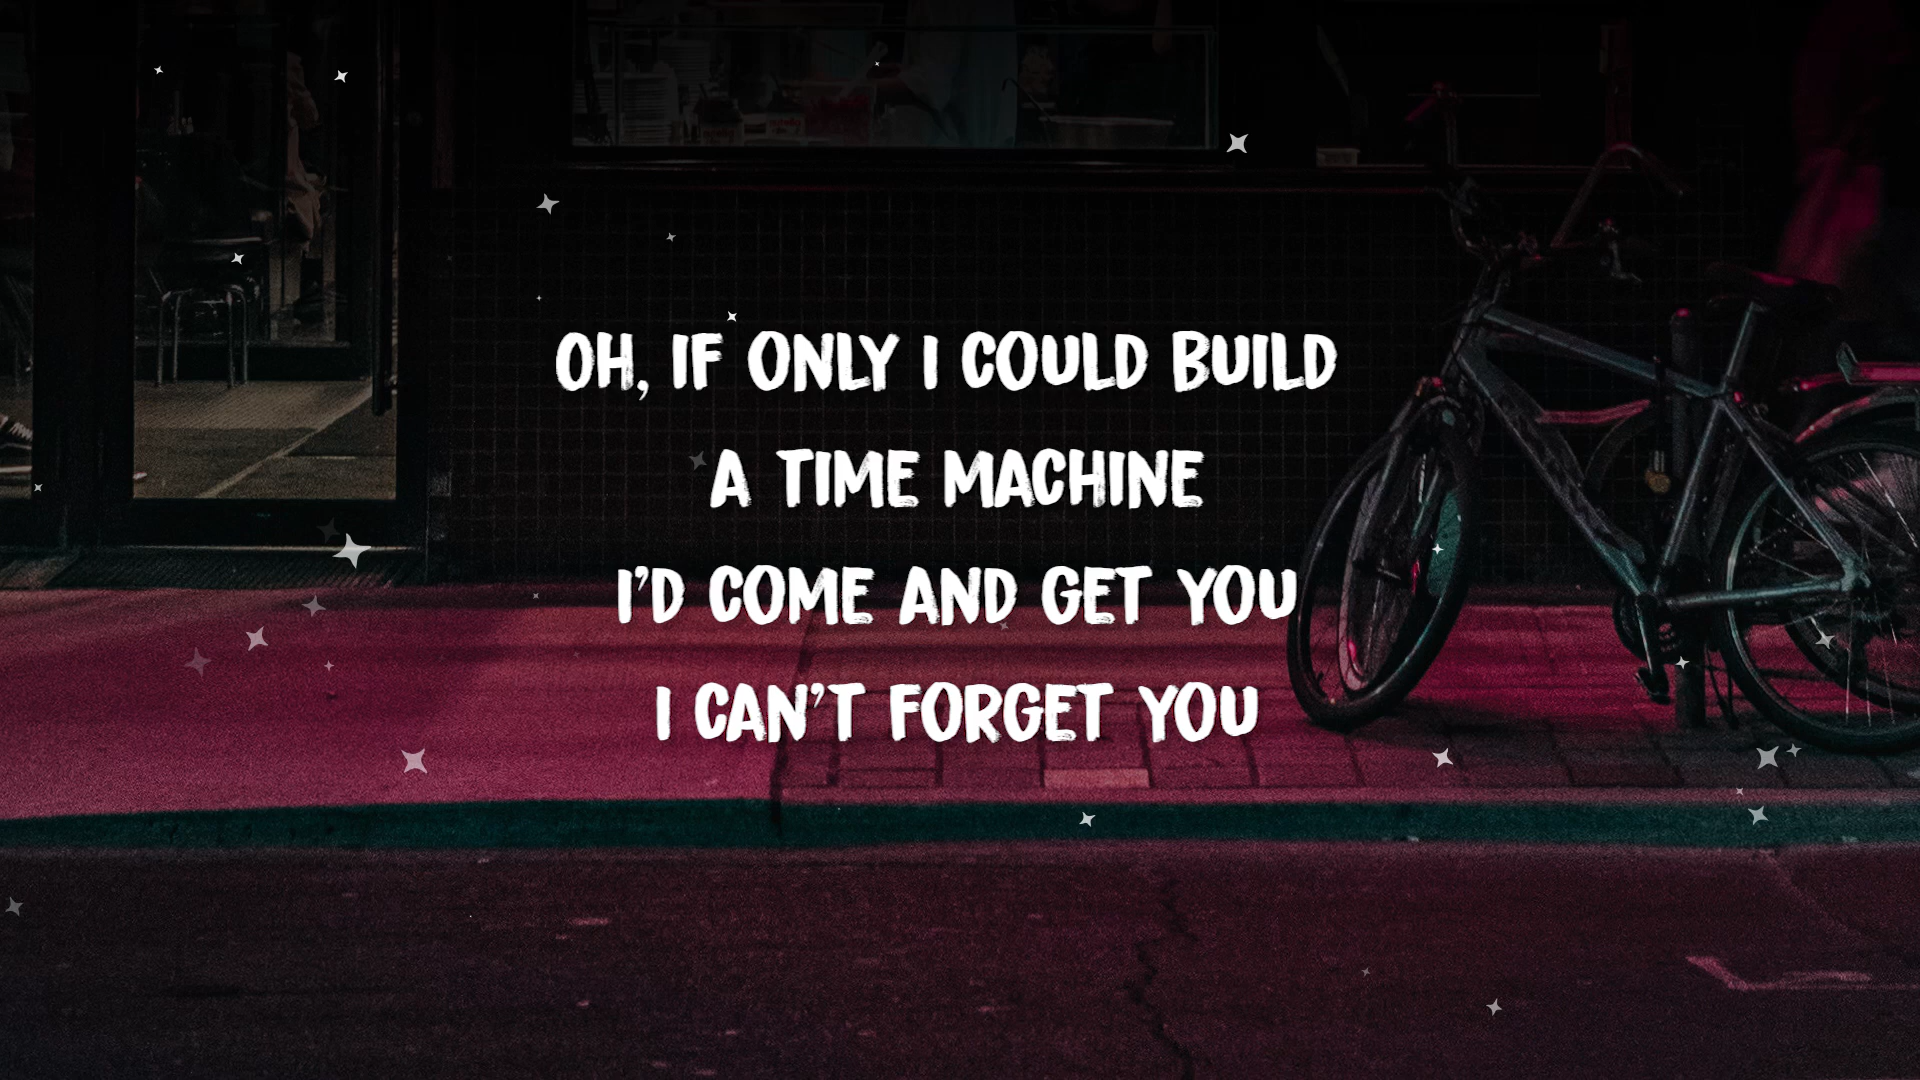 OH, IF ONLY I COULD BUILD
A TIME MACHINE
I'D COME AND GET YOU
I CAN'T FORGET YOU